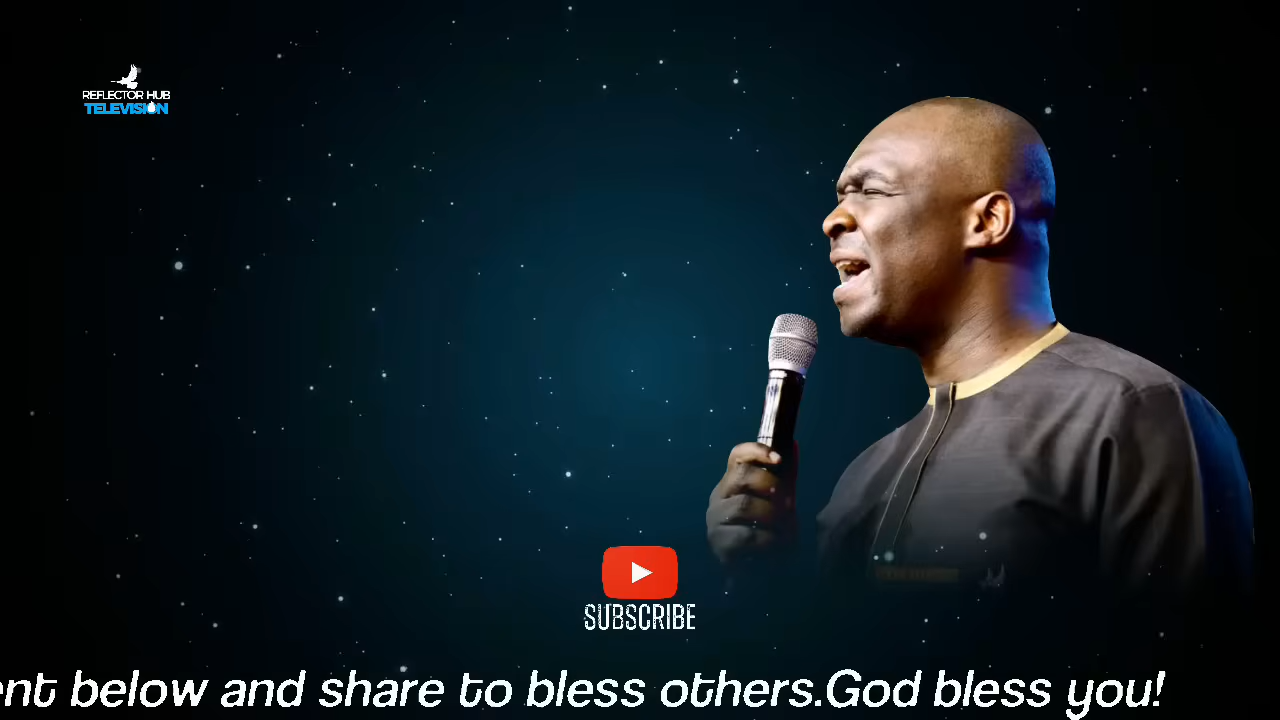 REFLECTOR HUB
TELEVISION
SUBSCRIBE
ent below and share to bless others.God bless you!